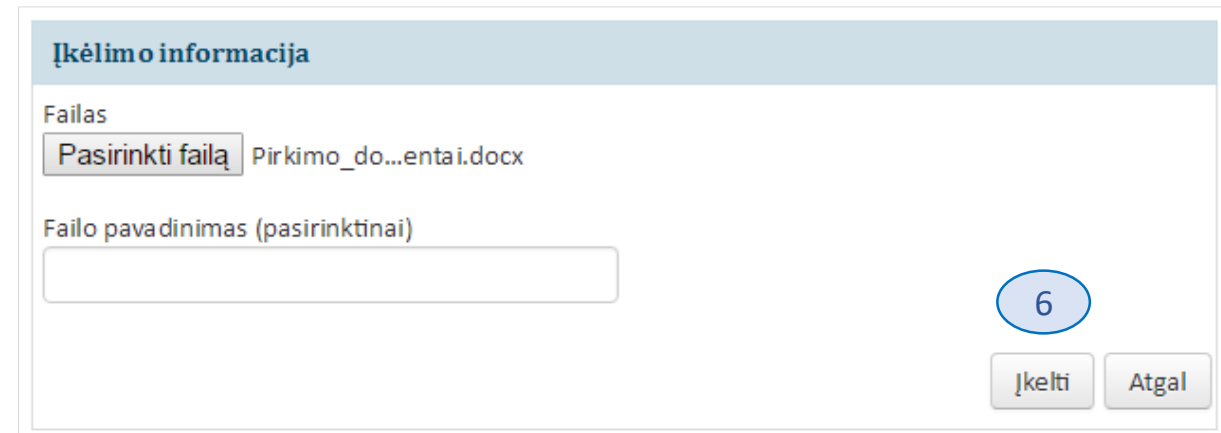 Įkėlimo informacija
Failas
Pasirinkti failą Pirkimo_do...entai.docx
Failo pavadinimas (pasirinktinai)
6
Įkelti Atgal